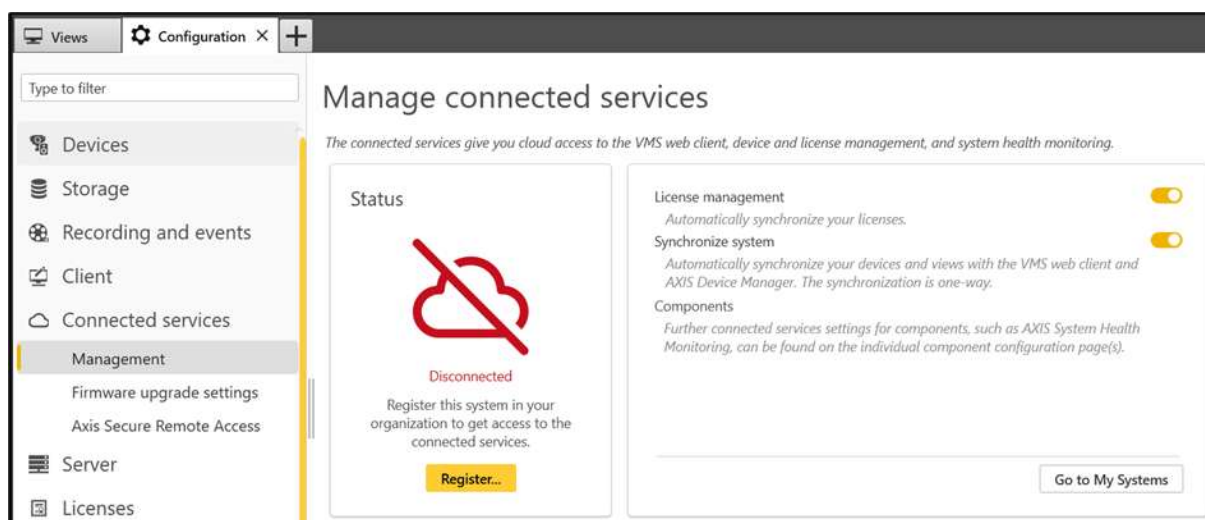 Views
Configuration
Type to filter
Devices
Storage
Recording and events
Client
Connected services
Management
Firmware upgrade settings
Axis Secure Remote Access
Server
Licenses
Manage connected services
The connected services give you cloud access to the VMS web client, device and license management, and system health monitoring.
Status
Disconnected
Register this system in your
organization to get access to the
connected services.
Register...
License management
Automatically synchronize your licenses.
Synchronize system
Automatically synchronize your devices and views with the VMS web client and
AXIS Device Manager. The synchronization is one-way.
Components
Further connected services settings for components, such as AXIS System Health
Monitoring, can be found on the individual component configuration page(s).
Go to My Systems